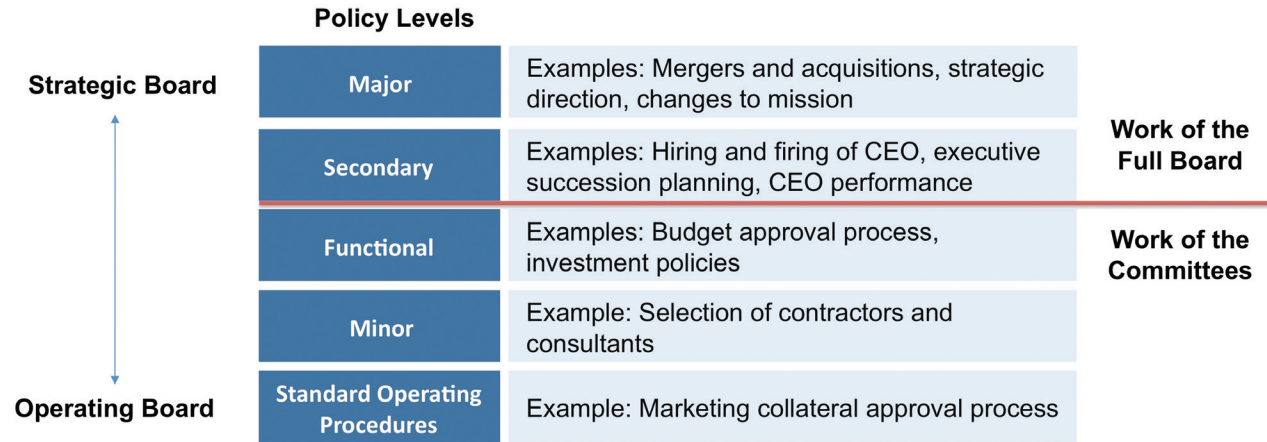 Policy Levels
Strategic Board
Major
Examples: Mergers and acquisitions, strategic
direction, changes to mission
Secondary
Examples: Hiring and firing of CEO, executive
succession planning, CEO performance
Work of the
Full Board
Functional
Examples: Budget approval process,
investment policies
Work of the
Committees
Minor
Example: Selection of contractors and
consultants
Operating Board
Standard Operating
Procedures
Example: Marketing collateral approval process